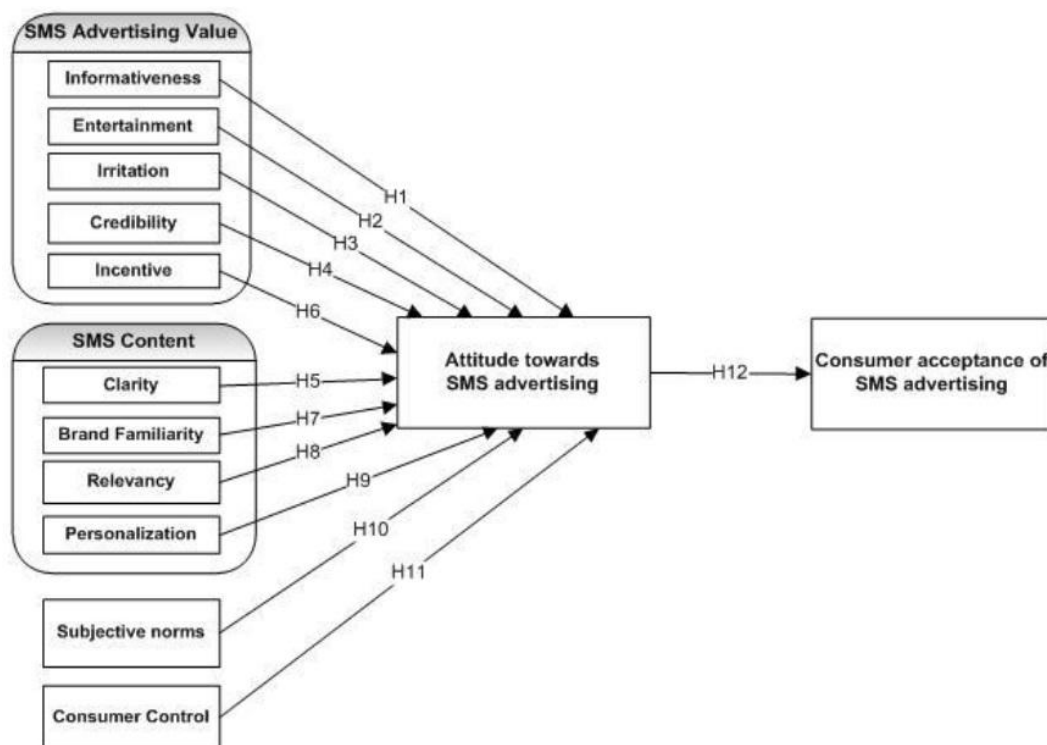 SMS Advertising Value
Informativeness
Entertainment
Irritation
Credibility
Incentive
H1
H2
H3
H4
H6
SMS Content
Clarity
Brand Familiarity
Relevancy
Personalization
H5
H7
H8
H9
H10
H11
Subjective norms
Consumer Control
Attitude towards
SMS advertising
H12
Consumer acceptance of
SMS advertising